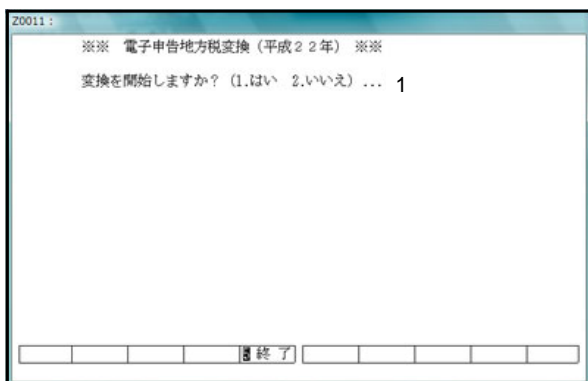 Z0011：
※※　電子申告地方税変換（平成２２年）　※※
変換を開始しますか？（1.はい　2.いいえ）... 1
終 了